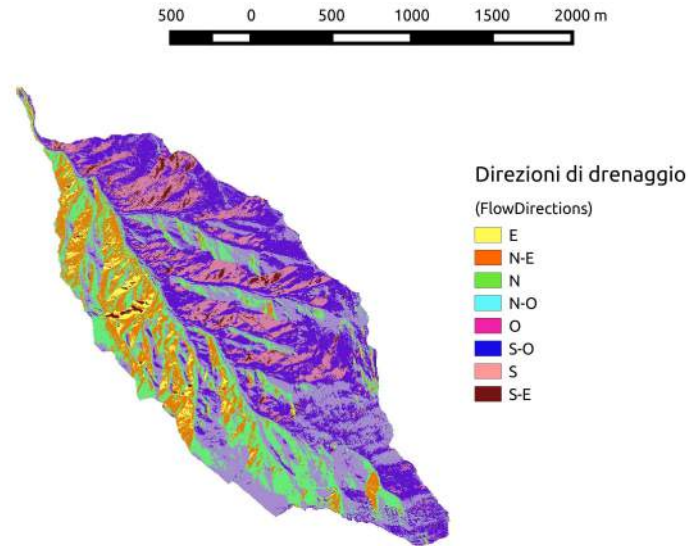 500 0 500 1000 1500 2000 m
Direzioni di drenaggio
(FlowDirections)
E
N-E
N
N-O
O
S-O
S
S-E